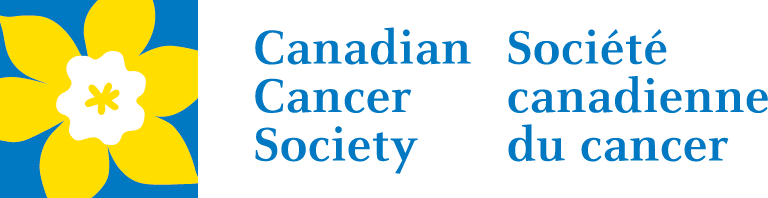 Canadian
Cancer
Society
Société
canadienne
du cancer